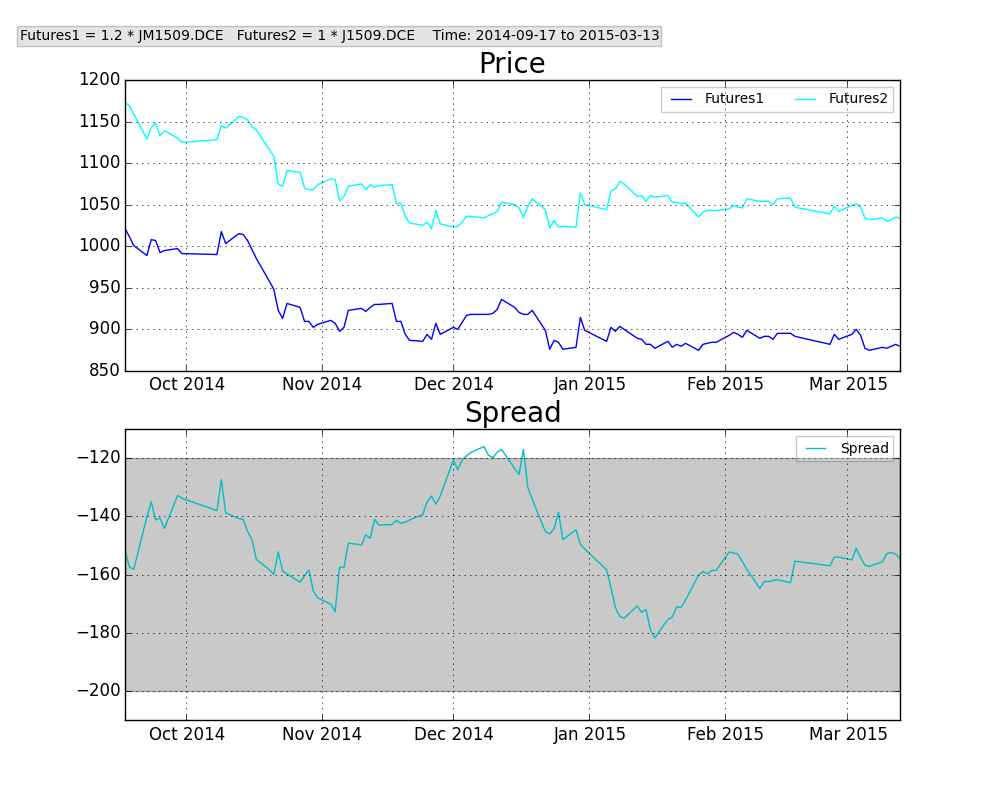 Futures1 = 1.2 * JM1509.DCE   Futures2 = 1 * J1509.DCE    Time: 2014-09-17 to 2015-03-13
Price
1200
Futures1 Futures2
1150
1100
1050
1000
950
900
850
Oct 2014 Nov 2014 Dec 2014 Jan 2015 Feb 2015 Mar 2015
Spread
Spread
−120
−140
−160
−180
−200
Oct 2014 Nov 2014 Dec 2014 Jan 2015 Feb 2015 Mar 2015